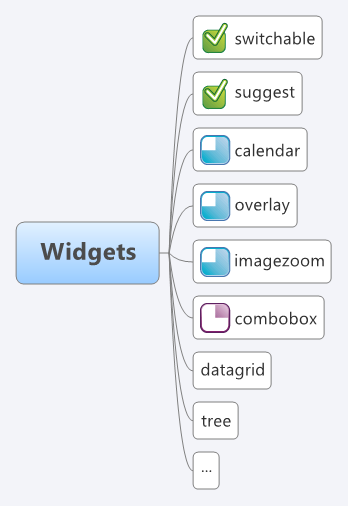 switchable
suggest
calendar
overlay
Widgets
imagezoom
combobox
datagrid
tree
...